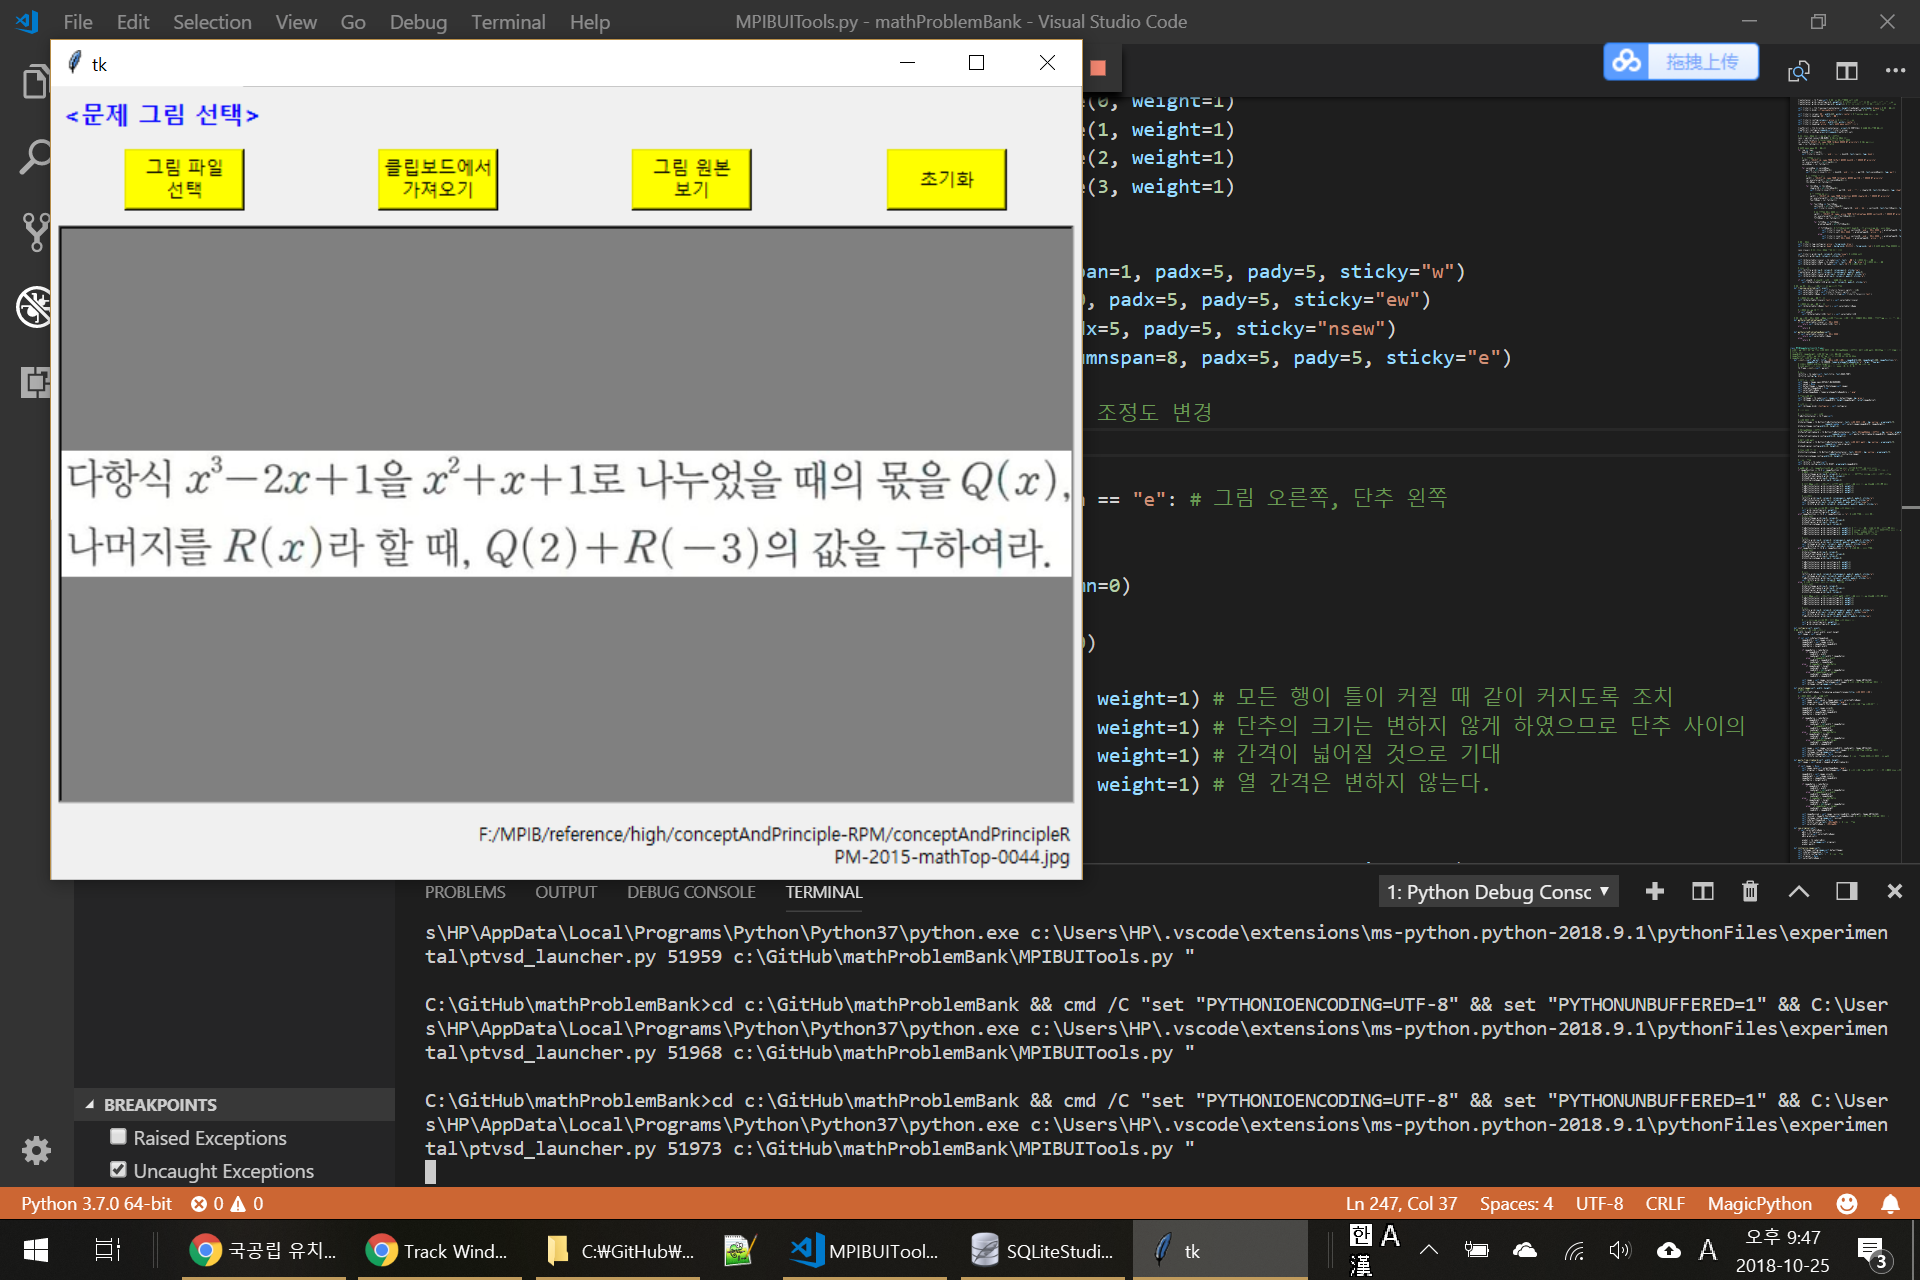 File Edit Selection View Go Debug Terminal Help
MPIBUITools.py - mathProblemBank - Visual Studio Code
拖拽上传
tk
<문제 그림 선택>
그림 파일
선택
클립보드에서
가져오기
그림 원본
보기
초기화
다항식 x³-2x+1을 x²+x+1로 나누었을 때의 몫을 Q(x),
나머지를 R(x)라 할 때, Q(2)+R(-3)의 값을 구하여라.
F:/MPIB/reference/high/conceptAndPrinciple-RPM/conceptAndPrincipleR
PM-2015-mathTop-0044.jpg
(0, weight=1)
(1, weight=1)
(2, weight=1)
(3, weight=1)
an=1, padx=5, pady=5, sticky="w")
, padx=5, pady=5, sticky="ew")
x=5, pady=5, sticky="nsew")
mnspan=8, padx=5, pady=5, sticky="e")
조정도 변경
== "e": # 그림 오른쪽, 단추 왼쪽
n=0)
)
weight=1) # 모든 행이 틀이 커질 때 같이 커지도록 조치
weight=1) # 단추의 크기는 변하지 않게 하였으므로 단추 사이의
weight=1) # 간격이 넓어질 것으로 기대
weight=1) # 열 간격은 변하지 않는다.
PROBLEMS OUTPUT DEBUG CONSOLE TERMINAL
1: Python Debug Consc
s\HP\AppData\Local\Programs\Python\Python37\python.exe c:\Users\HP\.vscode\extensions\ms-python.python-2018.9.1\pythonFiles\experimen
tal\ptvsd_launcher.py 51959 c:\GitHub\mathProblemBank\MPIBUITools.py "
C:\GitHub\mathProblemBank>cd c:\GitHub\mathProblemBank && cmd /C "set "PYTHONIOENCODING=UTF-8" && set "PYTHONUNBUFFERED=1" && C:\User
s\HP\AppData\Local\Programs\Python\Python37\python.exe c:\Users\HP\.vscode\extensions\ms-python.python-2018.9.1\pythonFiles\experimen
tal\ptvsd_launcher.py 51968 c:\GitHub\mathProblemBank\MPIBUITools.py "
C:\GitHub\mathProblemBank>cd c:\GitHub\mathProblemBank && cmd /C "set "PYTHONIOENCODING=UTF-8" && set "PYTHONUNBUFFERED=1" && C:\User
s\HP\AppData\Local\Programs\Python\Python37\python.exe c:\Users\HP\.vscode\extensions\ms-python.python-2018.9.1\pythonFiles\experimen
tal\ptvsd_launcher.py 51973 c:\GitHub\mathProblemBank\MPIBUITools.py "
BREAKPOINTS
Raised Exceptions
Uncaught Exceptions
Python 3.7.0 64-bit 0 0
Ln 247, Col 37 Spaces: 4 UTF-8 CRLF MagicPython
국공립 유치... Track Wind... C:₩GitHub₩... MPIBUITool... SQLiteStudi... tk
한 A
漢
A
오후 9:47
2018-10-25
3